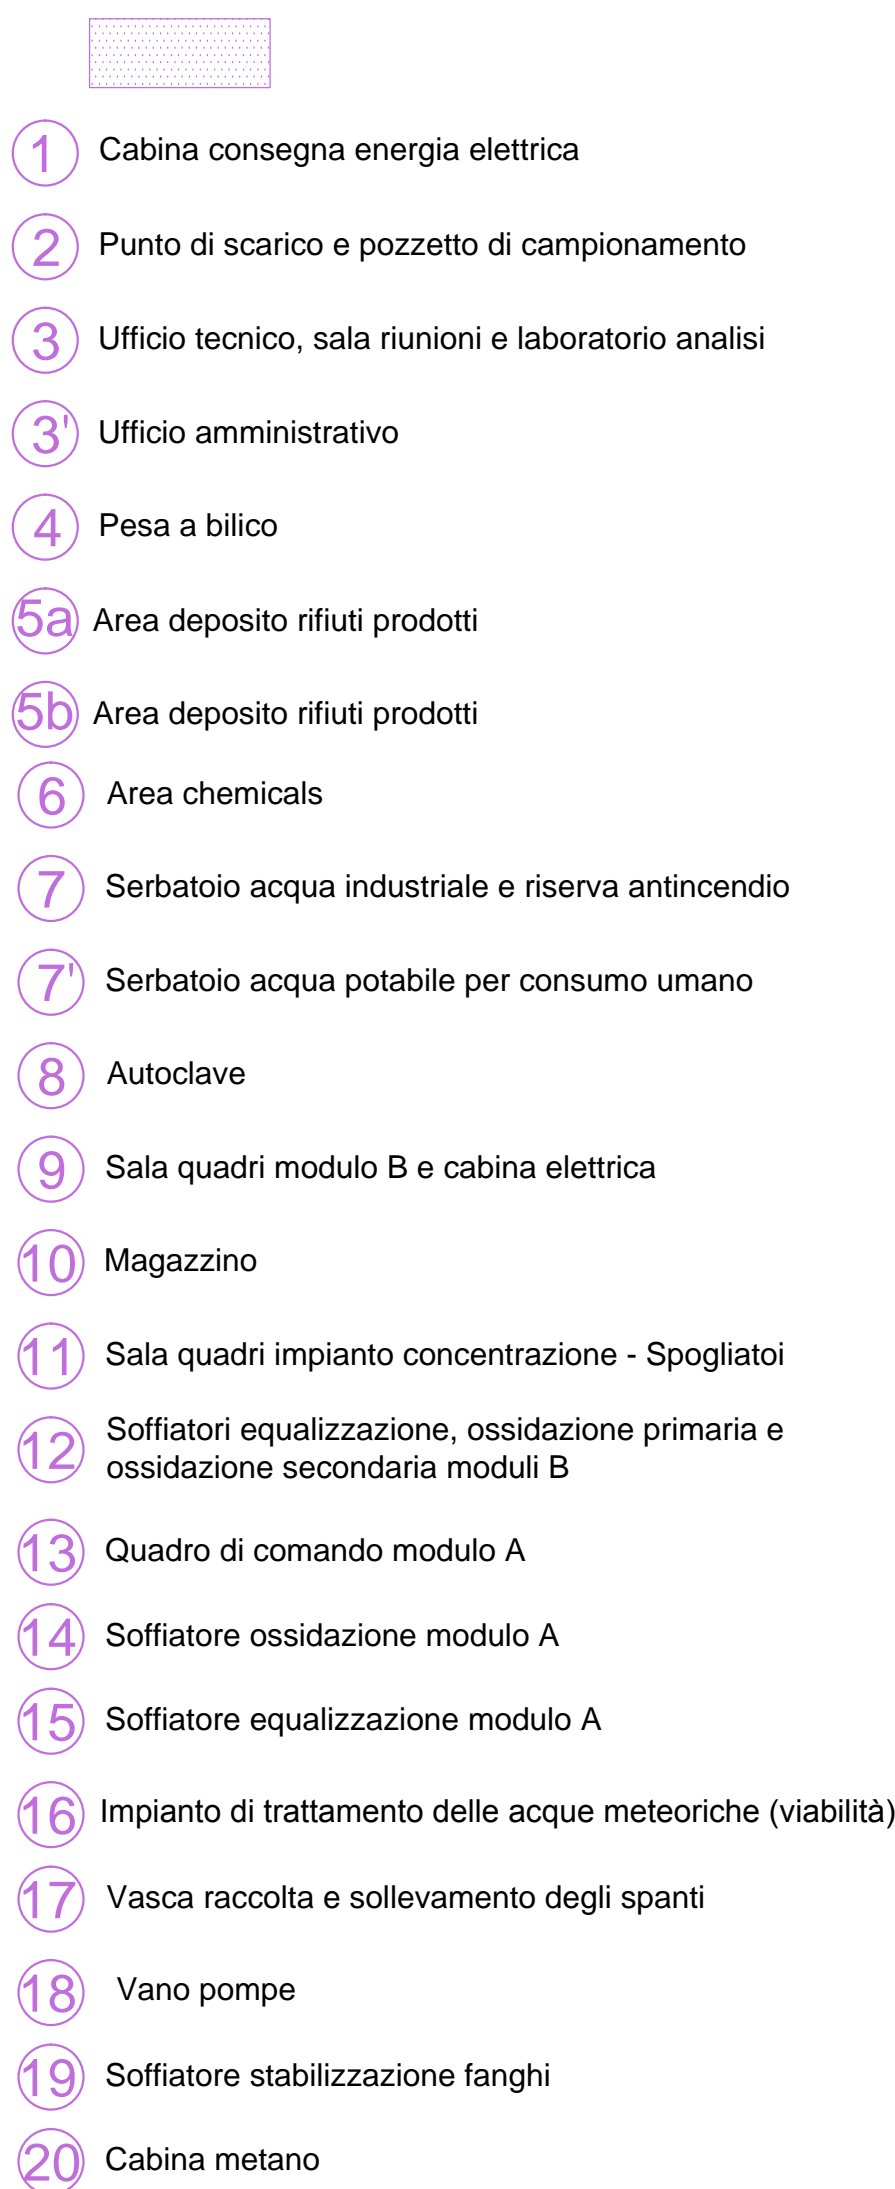 1 Cabina consegna energia elettrica
2 Punto di scarico e pozzetto di campionamento
3 Ufficio tecnico, sala riunioni e laboratorio analisi
3' Ufficio amministrativo
4 Pesa a bilico
5a Area deposito rifiuti prodotti
5b Area deposito rifiuti prodotti
6 Area chemicals
7 Serbatoio acqua industriale e riserva antincendio
7' Serbatoio acqua potabile per consumo umano
8 Autoclave
9 Sala quadri modulo B e cabina elettrica
10 Magazzino
11 Sala quadri impianto concentrazione - Spogliatoi
12 Soffiatori equalizzazione, ossidazione primaria e
ossidazione secondaria moduli B
13 Quadro di comando modulo A
14 Soffiatore ossidazione modulo A
15 Soffiatore equalizzazione modulo A
16 Impianto di trattamento delle acque meteoriche (viabilità)
17 Vasca raccolta e sollevamento degli spanti
18 Vano pompe
19 Soffiatore stabilizzazione fanghi
20 Cabina metano